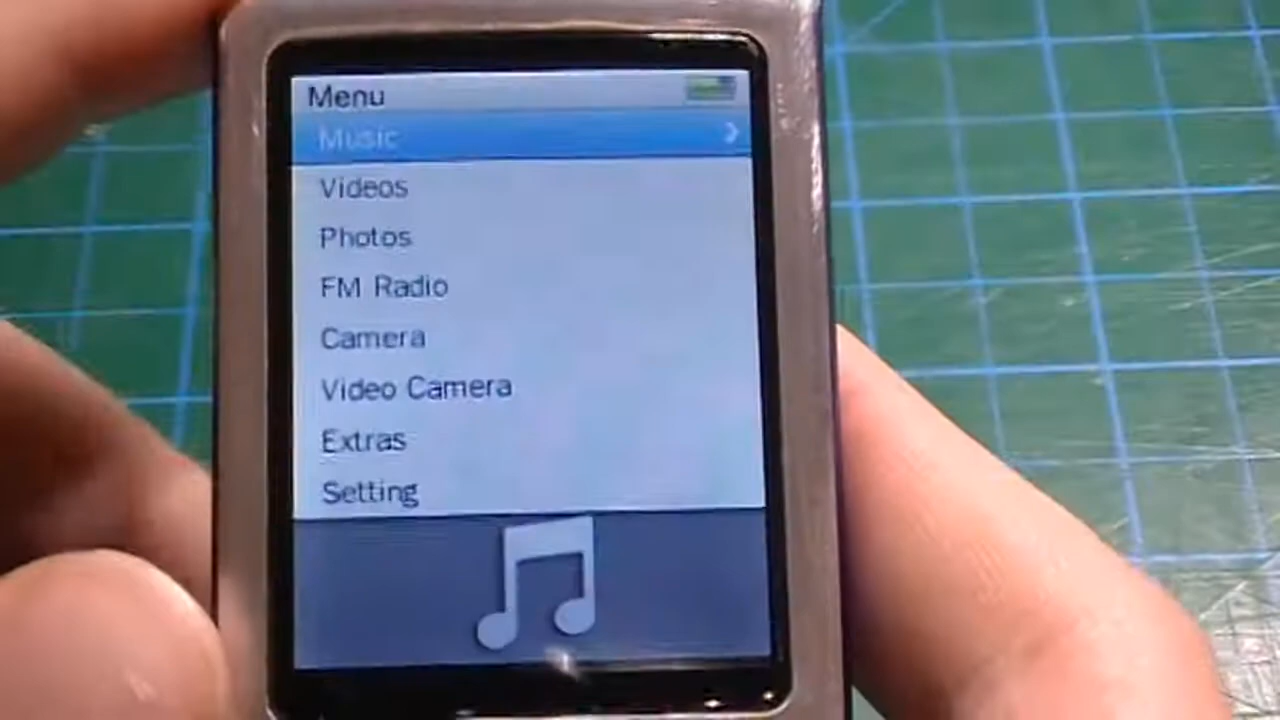 Menu
Music
Videos
Photos
FM Radio
Camera
Video Camera
Extras
Setting